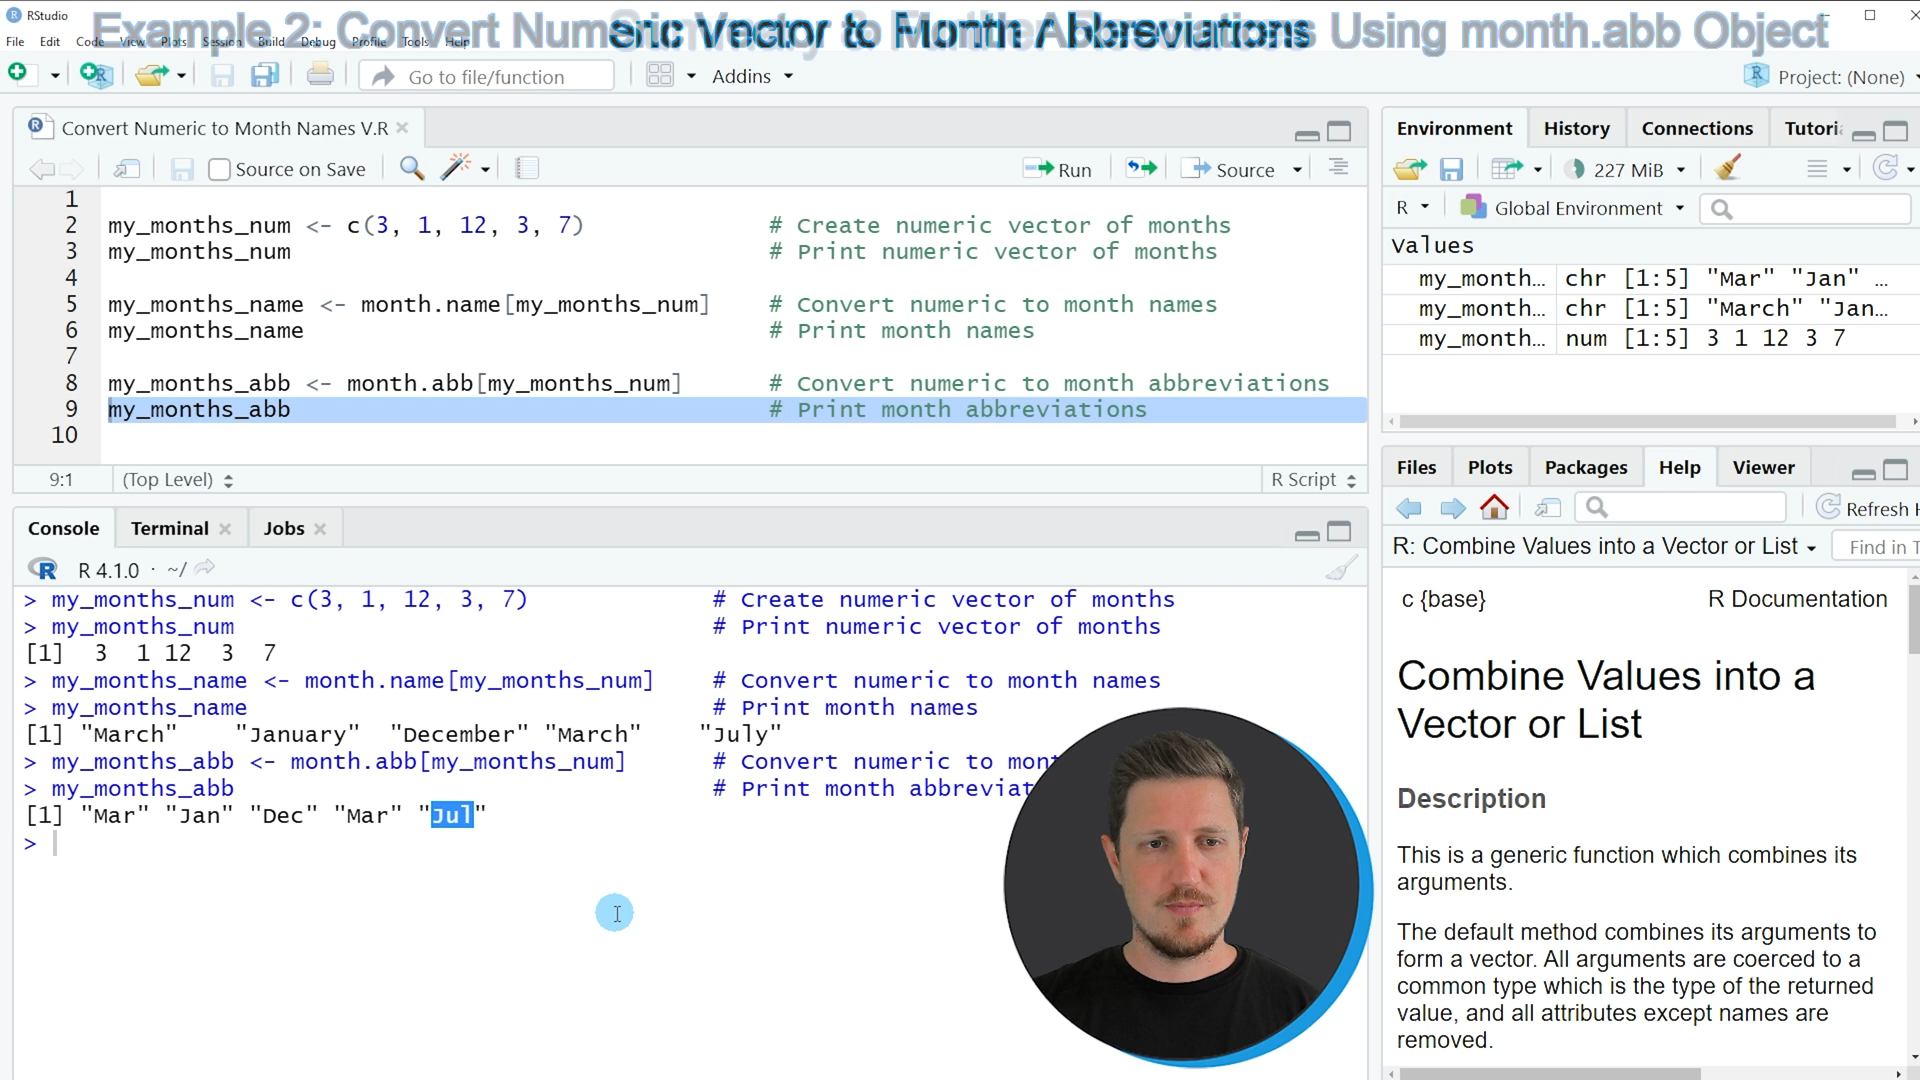 RStudio
Example 2: Convert Numeric Vector to Month Abbreviations Using month.abb Object
File Edit Code View Plots Session Build Debug Profile Tools Help
Go to file/function
Addins
Project: (None)
Convert Numeric to Month Names V.R
Source on Save
Run
Source
1
2 my_months_num <- c(3, 1, 12, 3, 7) # Create numeric vector of months
3 my_months_num # Print numeric vector of months
4
5 my_months_name <- month.name[my_months_num] # Convert numeric to month names
6 my_months_name # Print month names
7
8 my_months_abb <- month.abb[my_months_num] # Convert numeric to month abbreviations
9 my_months_abb # Print month abbreviations
10
9:1 (Top Level) R Script
Console Terminal Jobs
R 4.1.0 · ~/
> my_months_num <- c(3, 1, 12, 3, 7) # Create numeric vector of months
> my_months_num # Print numeric vector of months
[1] 3 1 12 3 7
> my_months_name <- month.name[my_months_num] # Convert numeric to month names
> my_months_name # Print month names
[1] "March" "January" "December" "March" "July"
> my_months_abb <- month.abb[my_months_num] # Convert numeric to mont
> my_months_abb # Print month abbreviat
[1] "Mar" "Jan" "Dec" "Mar" "Jul"
>
Environment History Connections Tutori
227 MiB
R Global Environment
Values
my_month… chr [1:5] "Mar" "Jan" …
my_month… chr [1:5] "March" "Jan…
my_month… num [1:5] 3 1 12 3 7
Files Plots Packages Help Viewer
Refresh H
R: Combine Values into a Vector or List Find in T
c {base} R Documentation
Combine Values into a
Vector or List
Description
This is a generic function which combines its
arguments.
The default method combines its arguments to
form a vector. All arguments are coerced to a
common type which is the type of the returned
value, and all attributes except names are
removed.